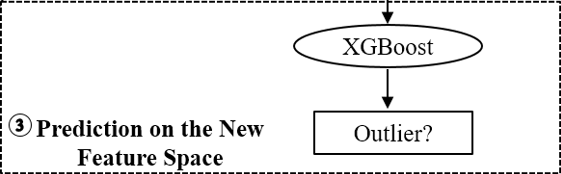 XGBoost
Outlier?
③ Prediction on the New
Feature Space